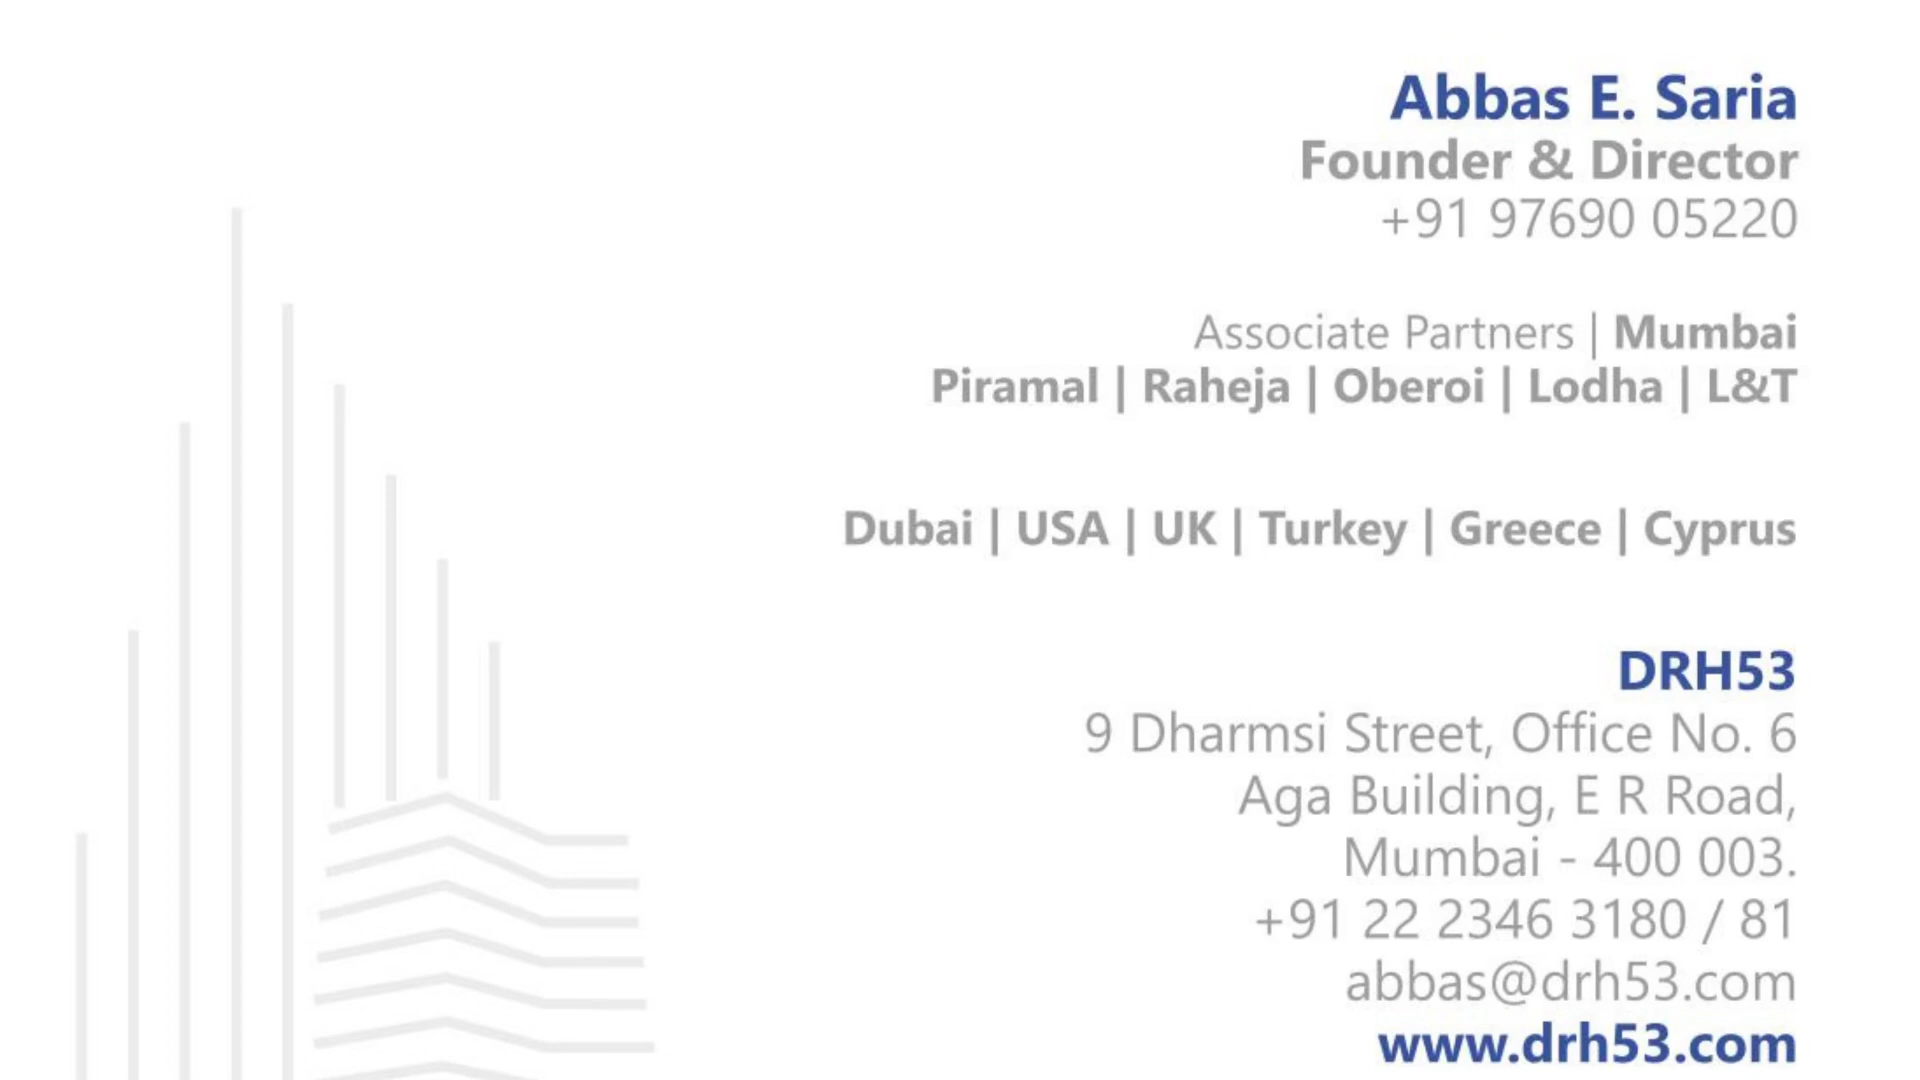 Abbas E. Saria
Founder & Director
+91 97690 05220
Associate Partners | Mumbai
Piramal | Raheja | Oberoi | Lodha | L&T
Dubai | USA | UK | Turkey | Greece | Cyprus
DRH53
9 Dharmsi Street, Office No. 6
Aga Building, E R Road,
Mumbai - 400 003.
+91 22 2346 3180 / 81
abbas@drh53.com
www.drh53.com